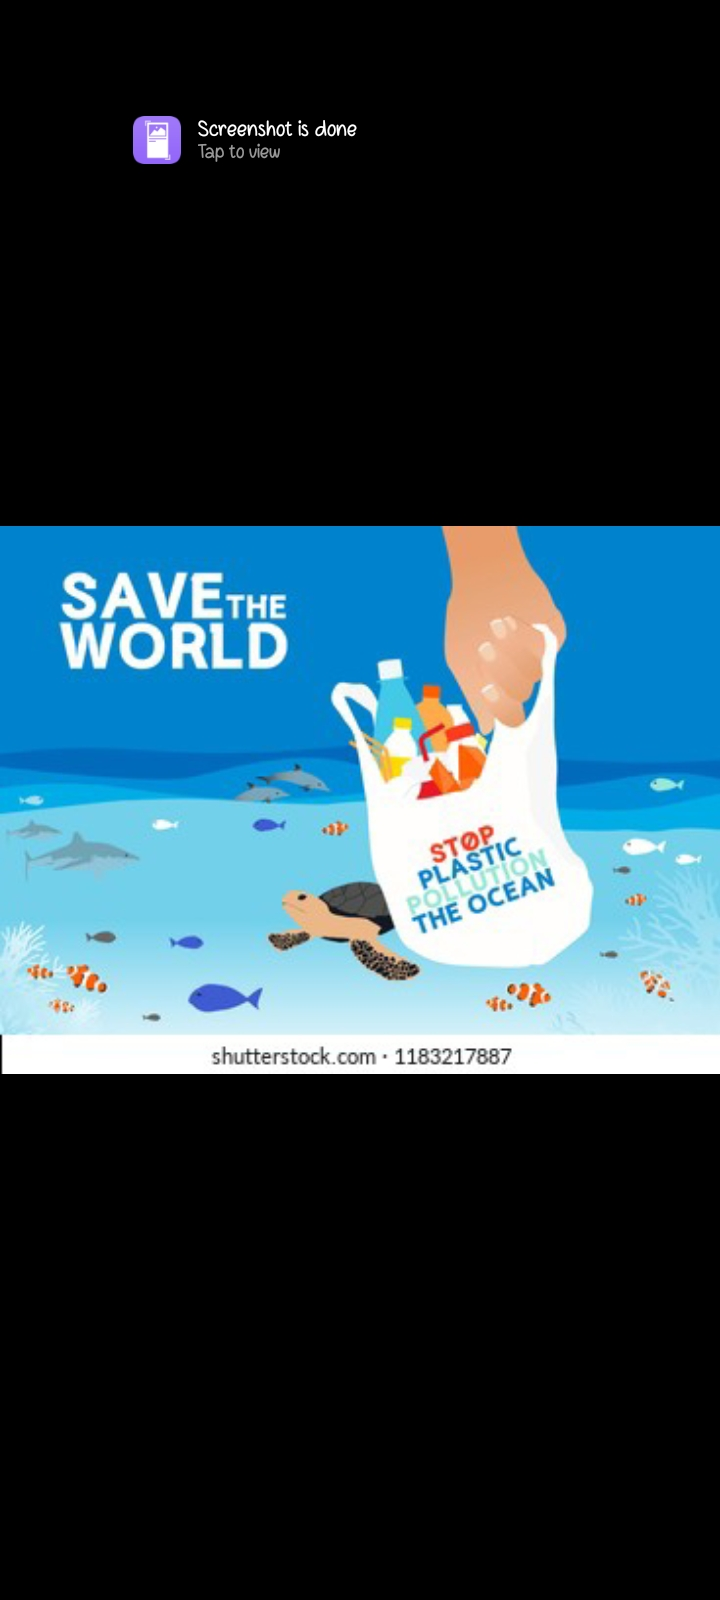 Screenshot is done
Tap to view
SAVE THE
WORLD
STOP
PLASTIC
POLLUTION
THE OCEAN
shutterstock.com · 1183217887